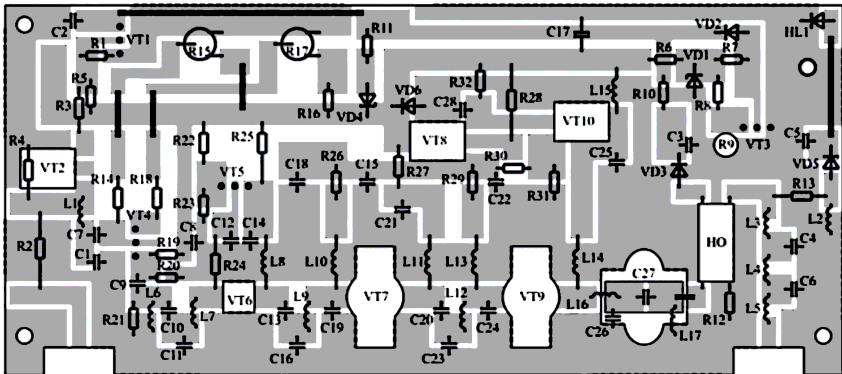 C2
VT1
R1
R15
R17
R11
C17
VD2
HL1
R6
VD1
R7
R5
R3
R16
VD4
VD6
R32
C28
R28
L15
R10
R8
VT10
VT8
R4
VT2
R22
R25
VT5
C18
R26
C15
R27
R30
C25
C3
R9
VT3
C5
VD3
VD5
R14
R18
R23
R29
C22
R31
R13
L1
VT4
C21
L2
C7
C8
C12
C14
L3
HO
C4
R2
C1
R19
R20
R24
L8
L10
L11
L13
L14
L4
C6
C9
L6
L7
VT6
L9
VT7
L12
VT9
L16
C27
L5
R21
C10
C13
C19
C20
C24
C26
L17
R12
C11
C16
C23